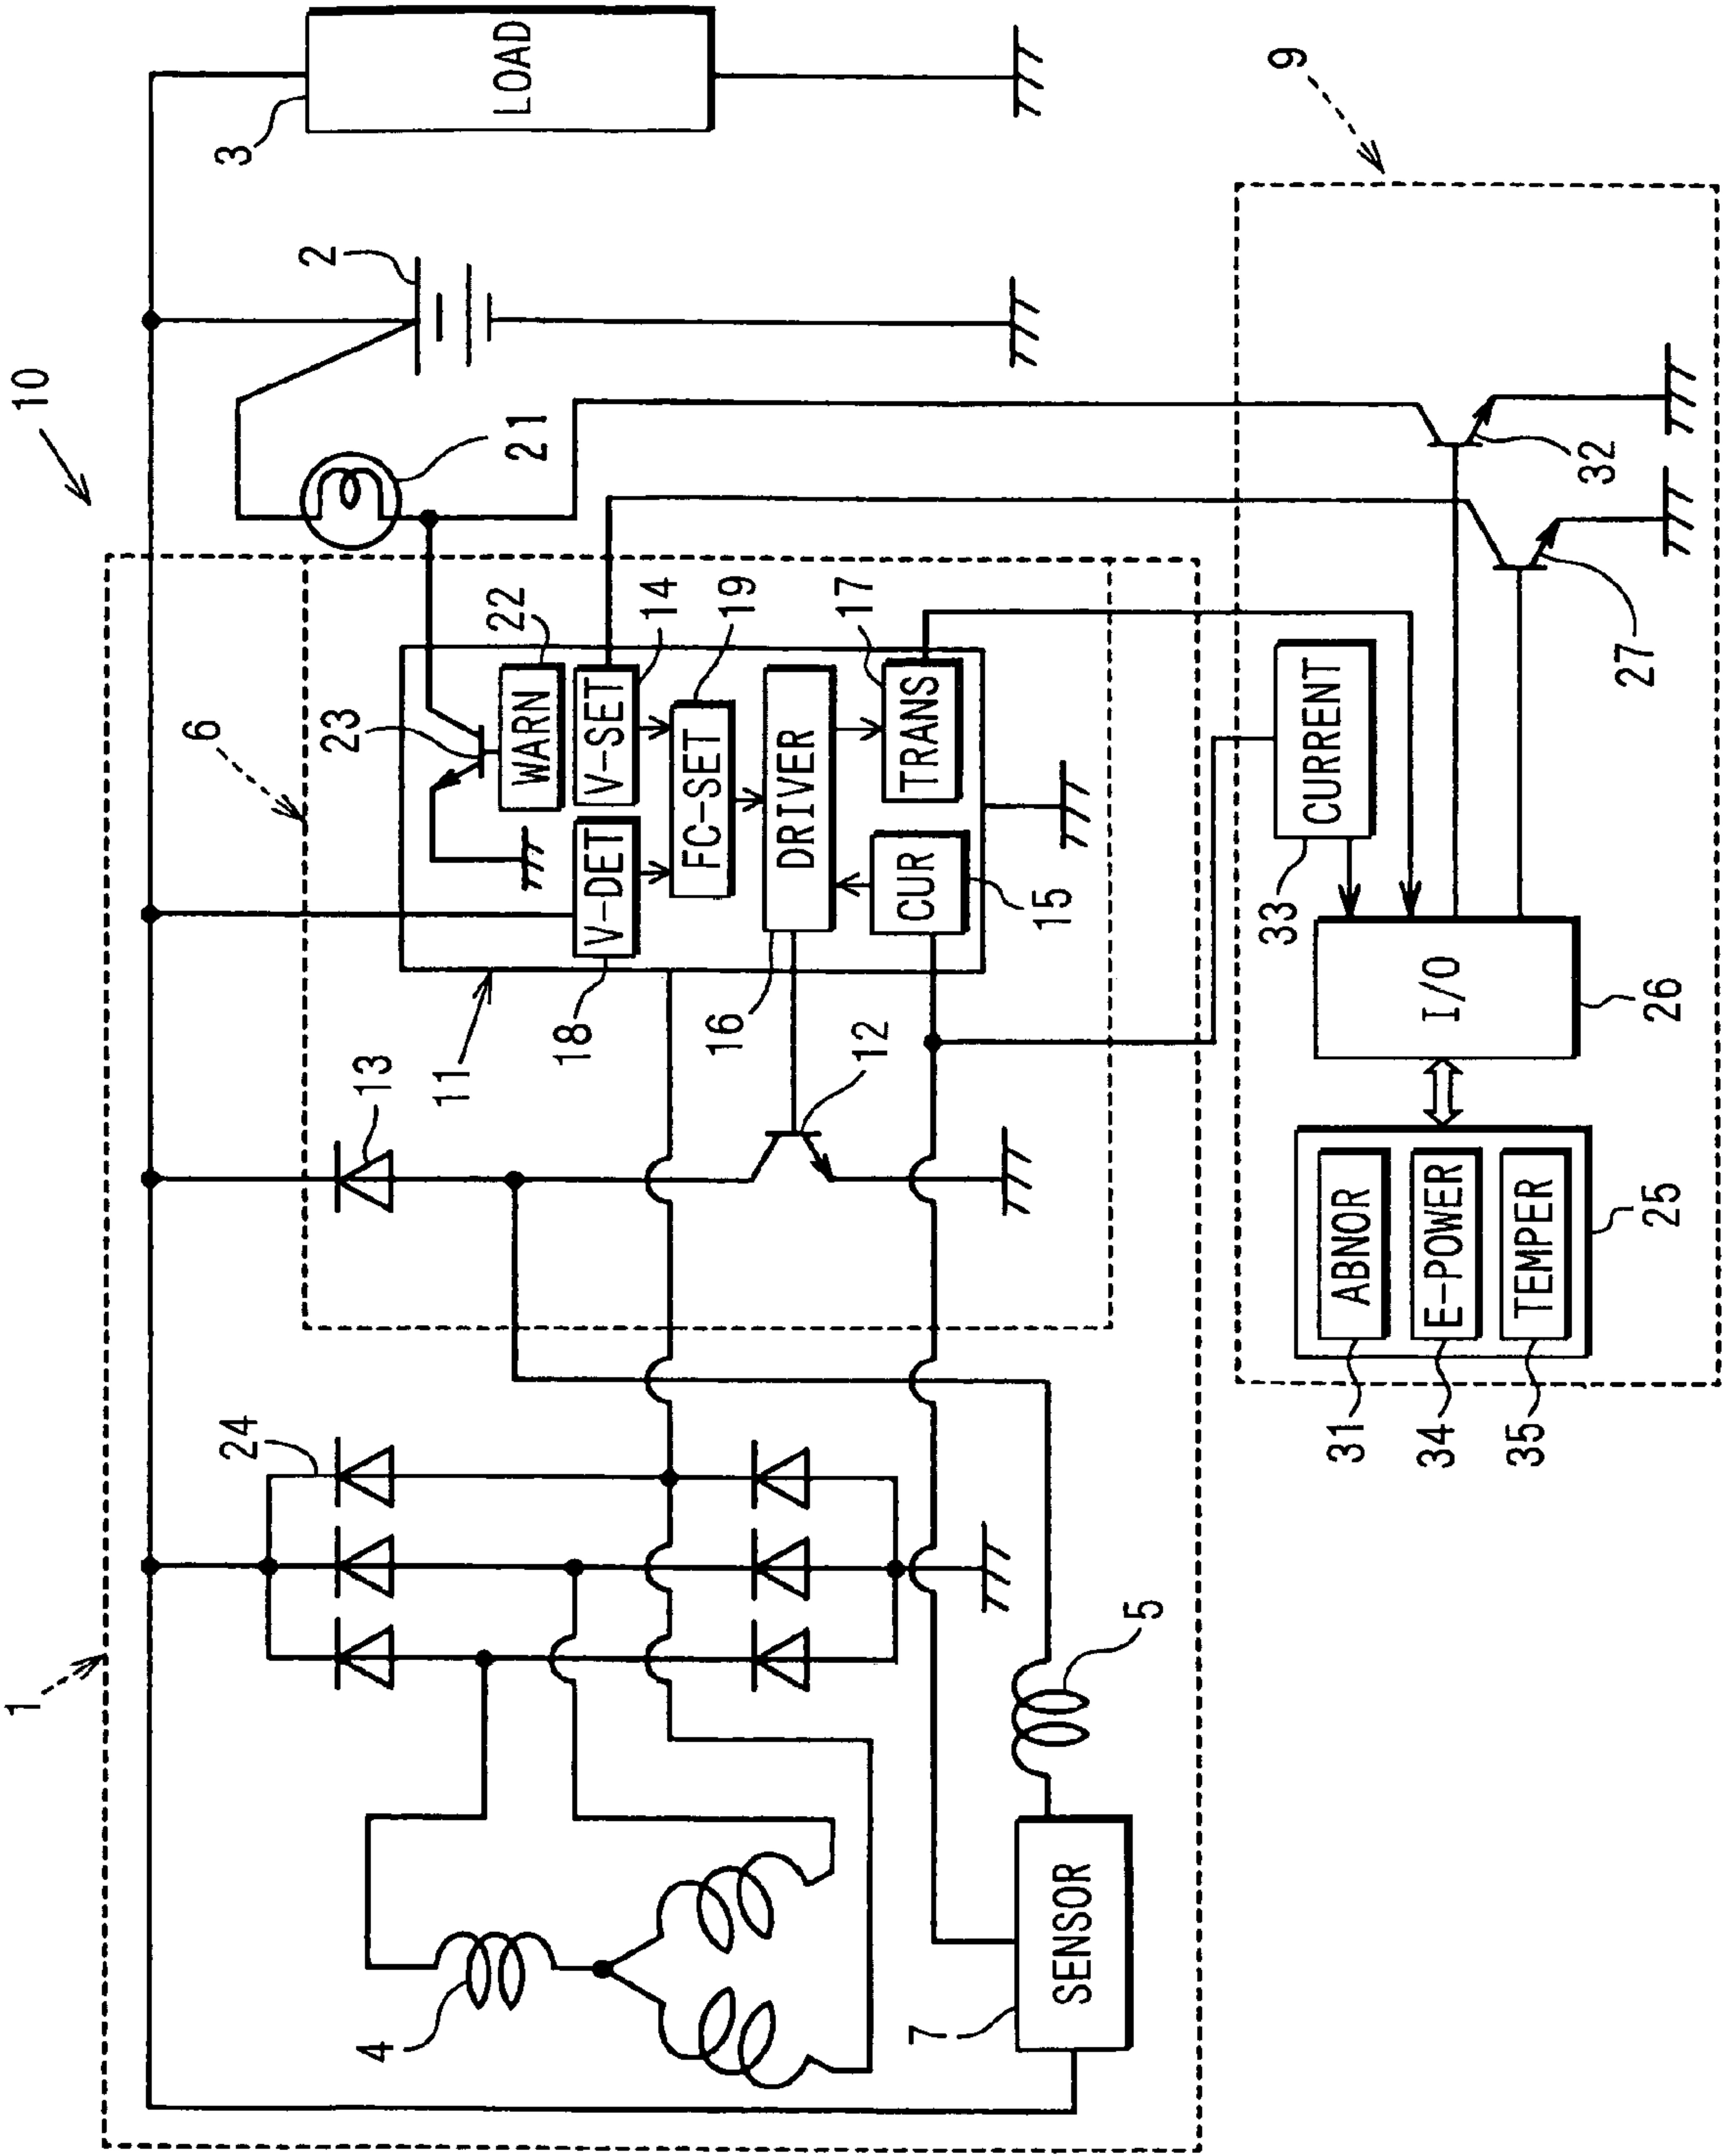 10
1
6
9
3
LOAD
2
21
24
13
23
WARN
22
V-DET
18
V-SET
14
FC-SET
19
11
DRIVER
16
TRANS
17
CUR
15
12
4
5
7
SENSOR
CURRENT
33
32
27
I/O
26
ABNOR
31
E-POWER
34
TEMPER
35
25